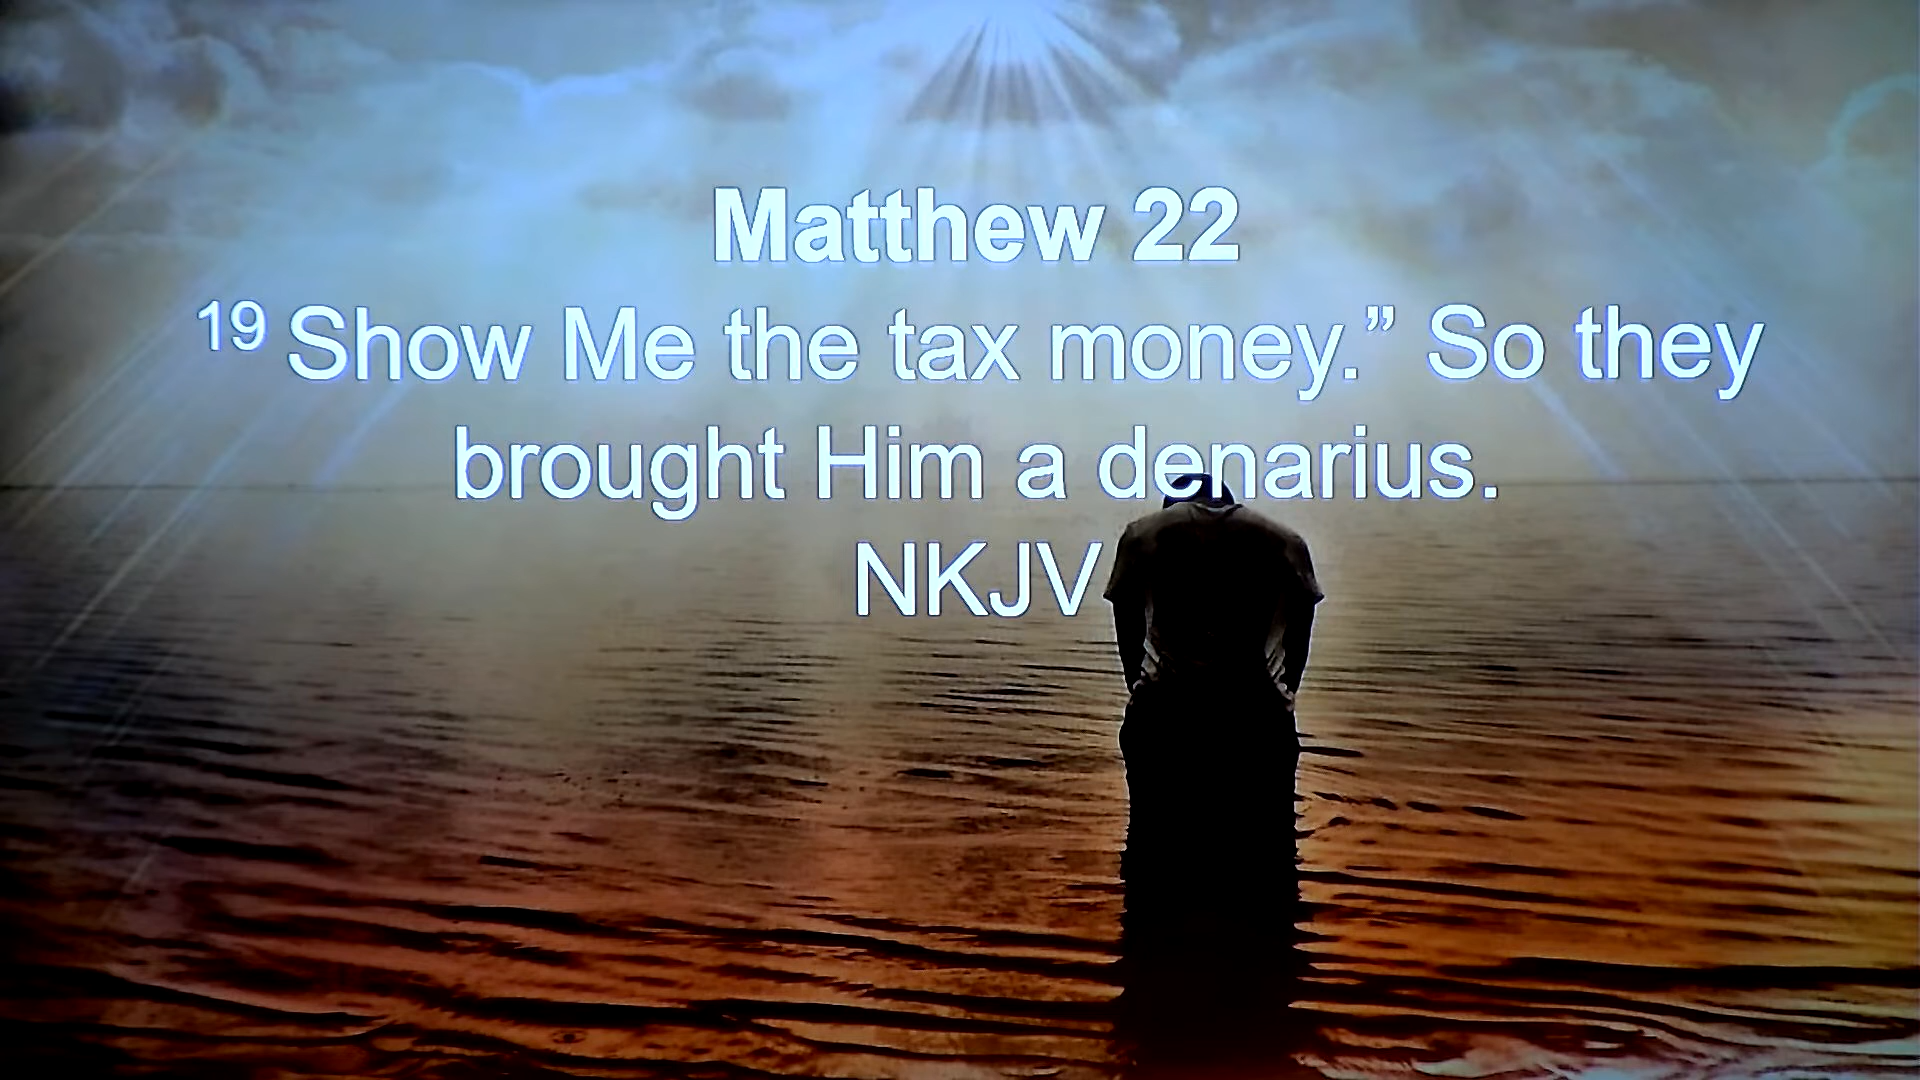 Matthew 22
19 Show Me the tax money.” So they
brought Him a denarius.
NKJV